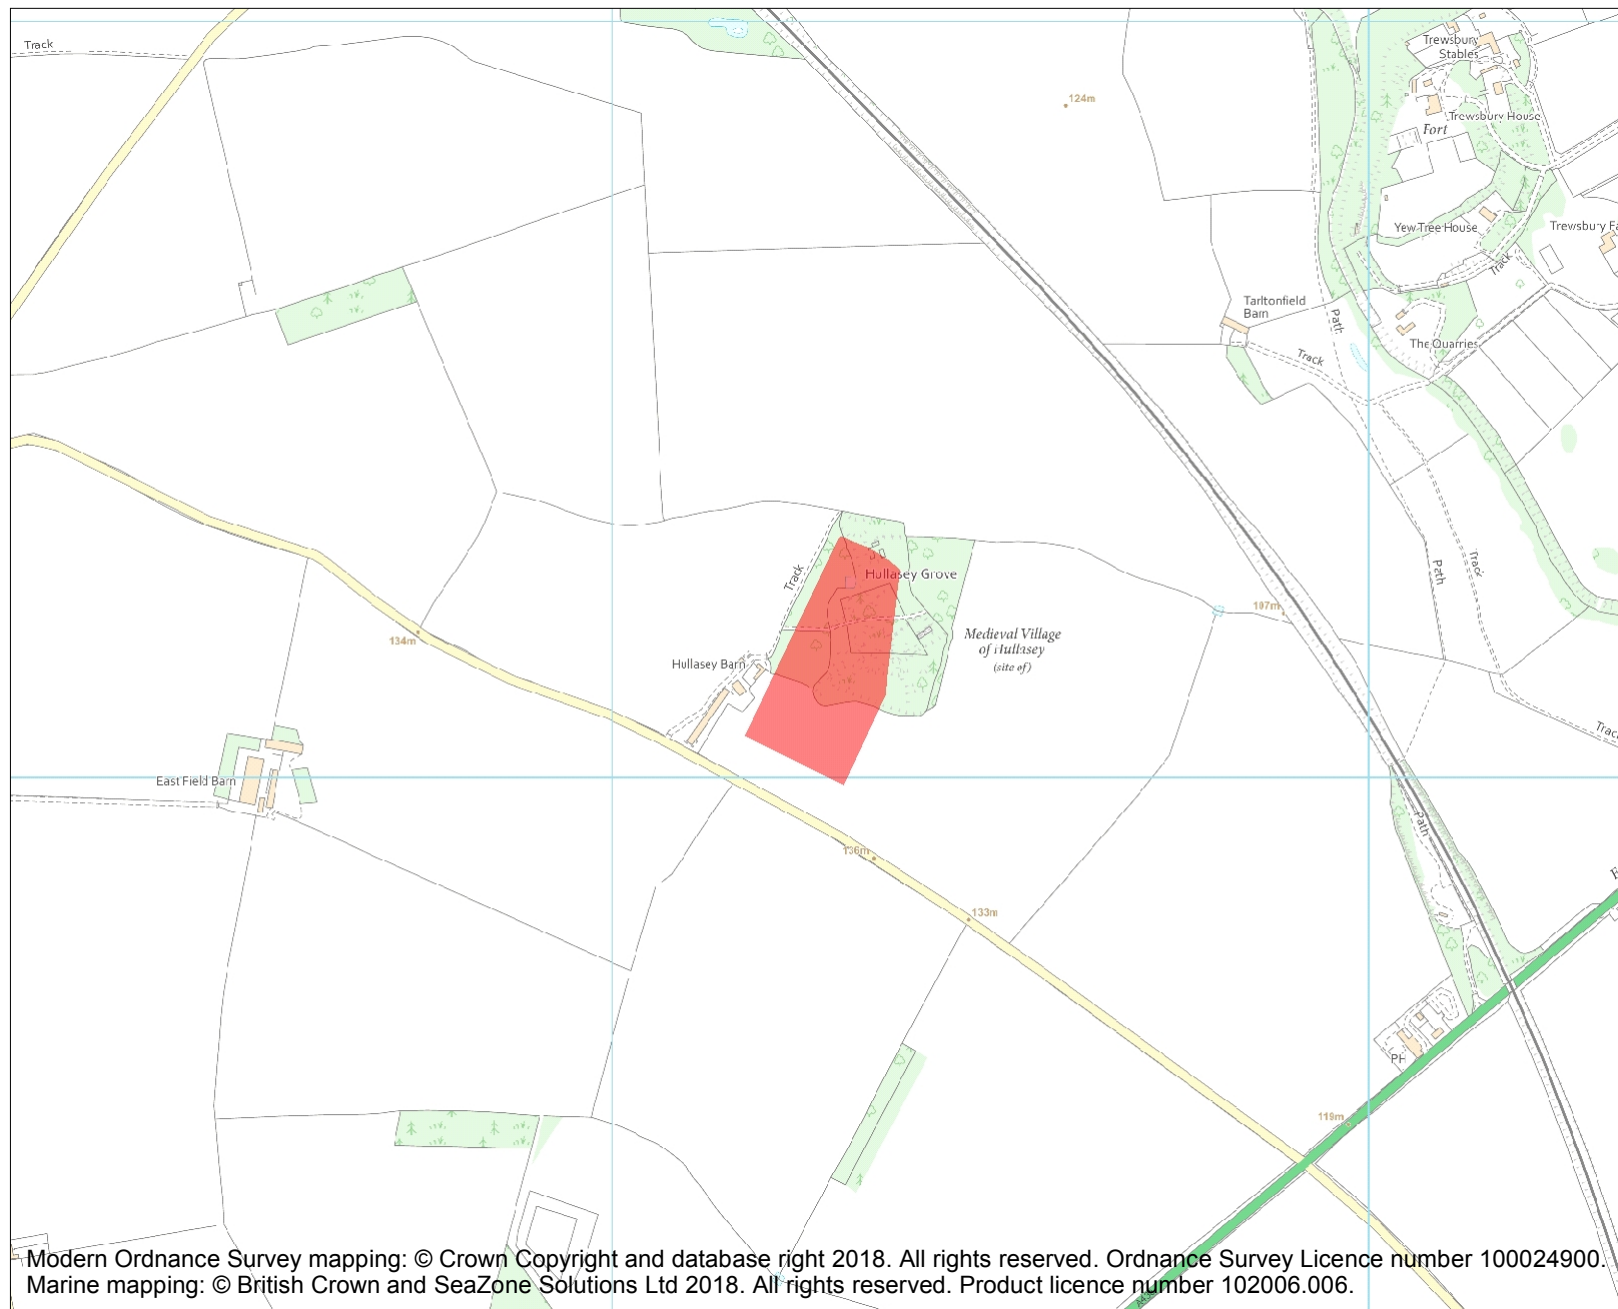 Track
Trewsbury
Stables
124m
Trewsbury House
Fort
Yew Tree House
Trewsbury Fa
Track
Tarltonfield
Barn
Path
The Quarries
Track
Track
Hullasey Grove
Path
Track
107m
134m
Medieval Village
of Hullasey
(site of)
Hullasey Barn
Track
East Field Barn
Path
136m
133m
PH
119m
Modern Ordnance Survey mapping: © Crown Copyright and database right 2018. All rights reserved. Ordnance Survey Licence number 100024900.
Marine mapping: © British Crown and SeaZone Solutions Ltd 2018. All rights reserved. Product licence number 102006.006.